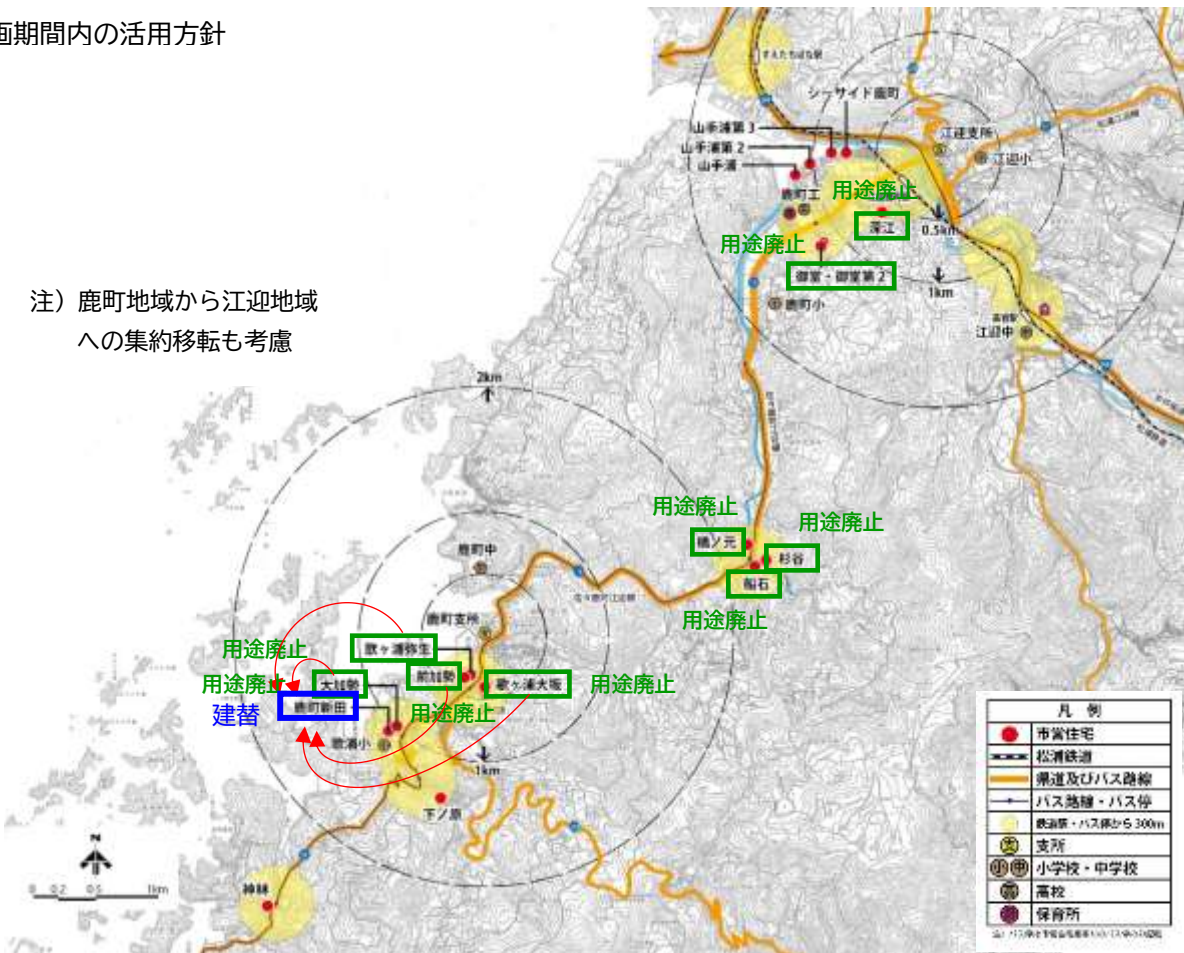 画期間内の活用方針
シーサイド鹿町
山手浦第3
山手浦第2
山手浦
江迎支所
江迎小
鹿町工
用途廃止
深江
0.5km
用途廃止
御堂・御堂第2
1km
鹿町小
江迎中
注）鹿町地域から江迎地域
への集約移転も考慮
2km
用途廃止
用途廃止
杉谷
船石
用途廃止
鹿町中
鹿町支所
歌ヶ浦弥生
用途廃止
用途廃止
大加勢
前加勢
歌ヶ浦大坂
用途廃止
建替
鹿町新田
用途廃止
歌浦小
1km
下ノ原
神林
N
0 0.2 0.5 1km
凡 例
市営住宅
松浦鉄道
県道及びバス路線
バス路線・バス停
鉄道駅・バス停から300m
支所
小 中 小学校・中学校
高校
保育所